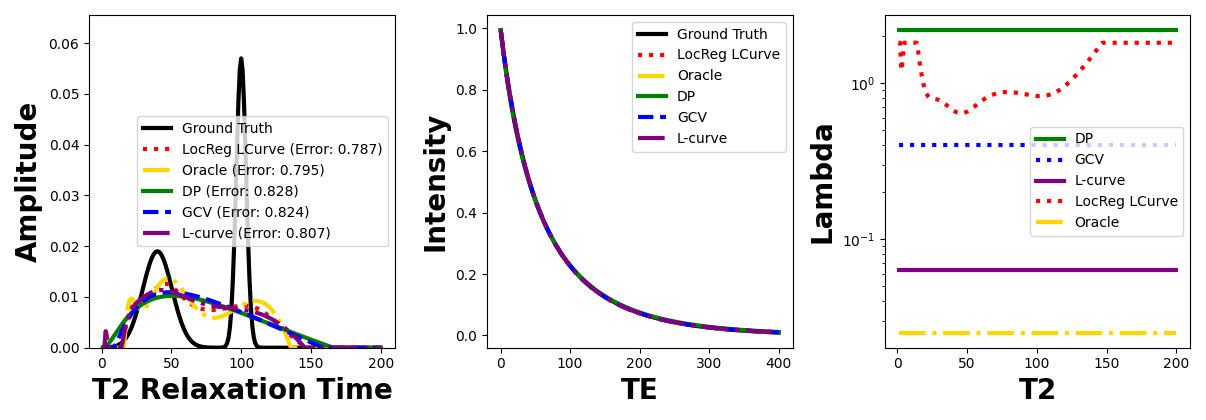 Amplitude
0.06
0.05
0.04
0.03
0.02
0.01
0.00
Ground Truth
LocReg LCurve (Error: 0.787)
Oracle (Error: 0.795)
DP (Error: 0.828)
GCV (Error: 0.824)
L-curve (Error: 0.807)
0 50 100 150 200
T2 Relaxation Time
Intensity
1.0
0.8
0.6
0.4
0.2
0.0
Ground Truth
LocReg LCurve
Oracle
DP
GCV
L-curve
0 100 200 300 400
TE
Lambda
10⁰
10⁻¹
DP
GCV
L-curve
LocReg LCurve
Oracle
0 50 100 150 200
T2